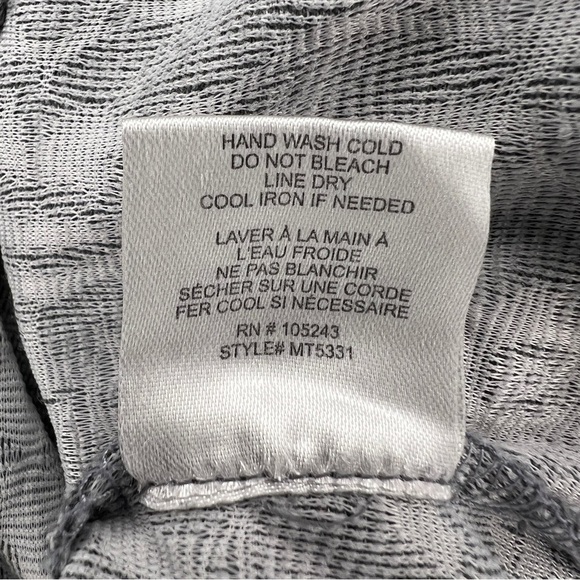 HAND WASH COLD
DO NOT BLEACH
LINE DRY
COOL IRON IF NEEDED
LAVER À LA MAIN À
L'EAU FROIDE
NE PAS BLANCHIR
SÉCHER SUR UNE CORDE
FER COOL SI NÉCESSAIRE
RN # 105243
STYLE# MT5331